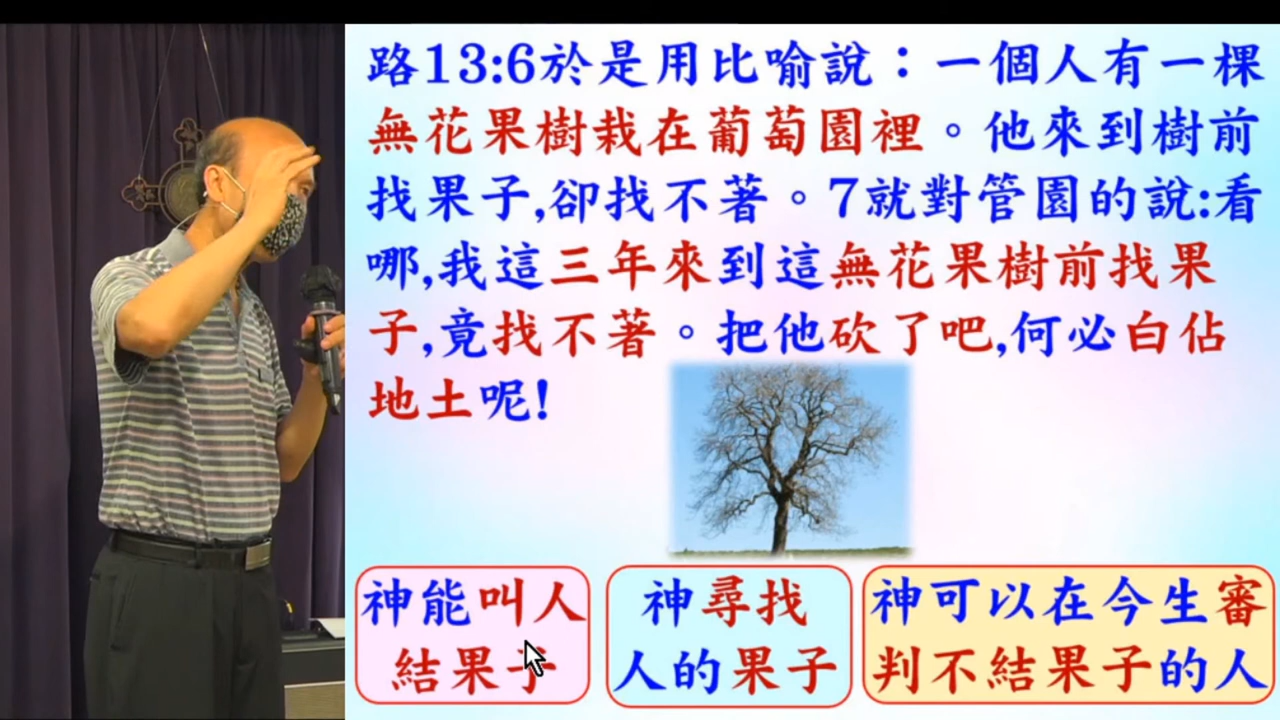 路13:6於是用比喻說：一個人有一棵
無花果樹栽在葡萄園裡。他來到樹前
找果子,卻找不著。7就對管園的說:看
哪,我這三年來到這無花果樹前找果
子,竟找不著。把他砍了吧,何必白佔
地土呢!
神能叫人
結果子
神尋找
人的果子
神可以在今生審
判不結果子的人